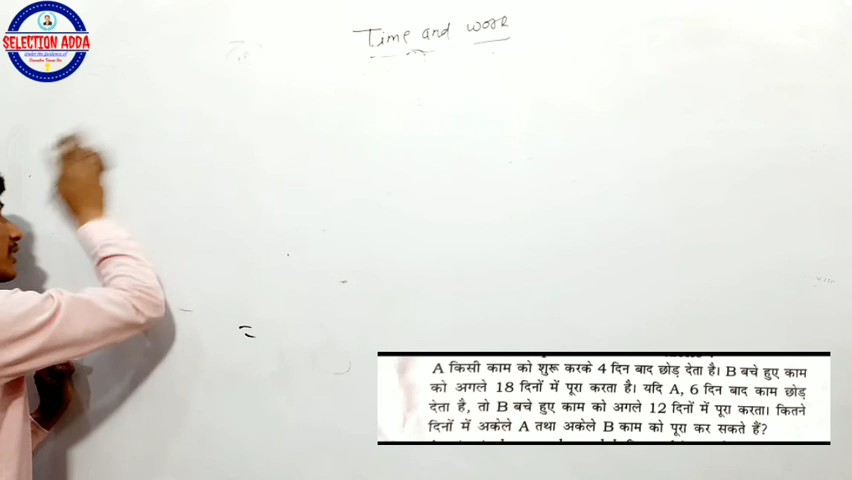 SELECTION ADDA
Time and work
A किसी काम को शुरू करके 4 दिन बाद छोड़ देता है। B बचे हुए काम
को अगले 18 दिनों में पूरा करता है। यदि A, 6 दिन बाद काम छोड़
देता है, तो B बचे हुए काम को अगले 12 दिनों में पूरा करता। कितने
दिनों में अकेले A तथा अकेले B काम को पूरा कर सकते हैं?